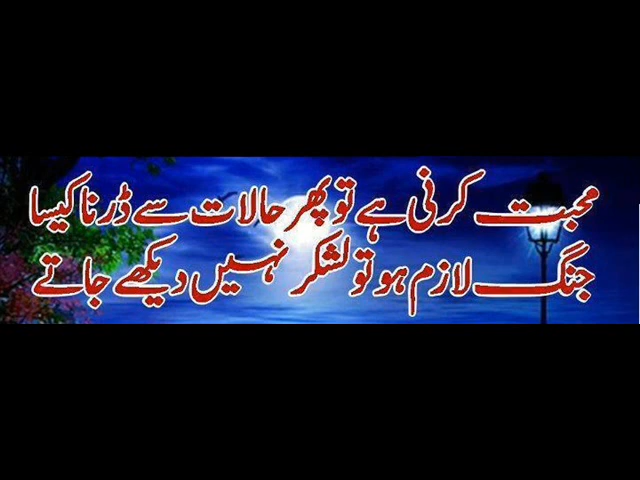 محبت کرنی ہے تو پھر حالات سے ڈرنا کیسا
جنگ لازم ہو تو لشکر نہیں دیکھے جاتے